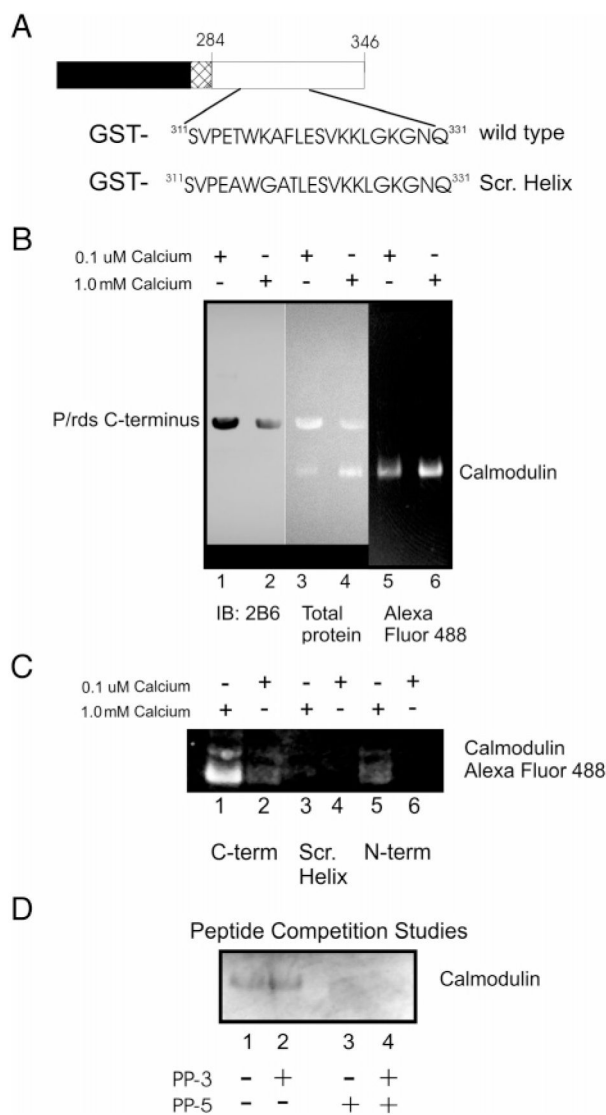 A
284 346
GST- ³¹¹SVPETWKAFLESVKKLGKGNQ³³¹ wild type
GST- ³¹¹SVPEAWGATLESVKKLGKGNQ³³¹ Scr. Helix
B
0.1 uM Calcium + - + - + -
1.0 mM Calcium - + - + - +
P/rds C-terminus
Calmodulin
1 2 3 4 5 6
IB: 2B6 Total protein Alexa Fluor 488
C
0.1 uM Calcium - + - + - +
1.0 mM Calcium + - + - + -
Calmodulin
Alexa Fluor 488
1 2 3 4 5 6
C-term Scr. Helix N-term
D
Peptide Competition Studies
Calmodulin
1 2 3 4
PP-3 - + - +
PP-5 - - + +